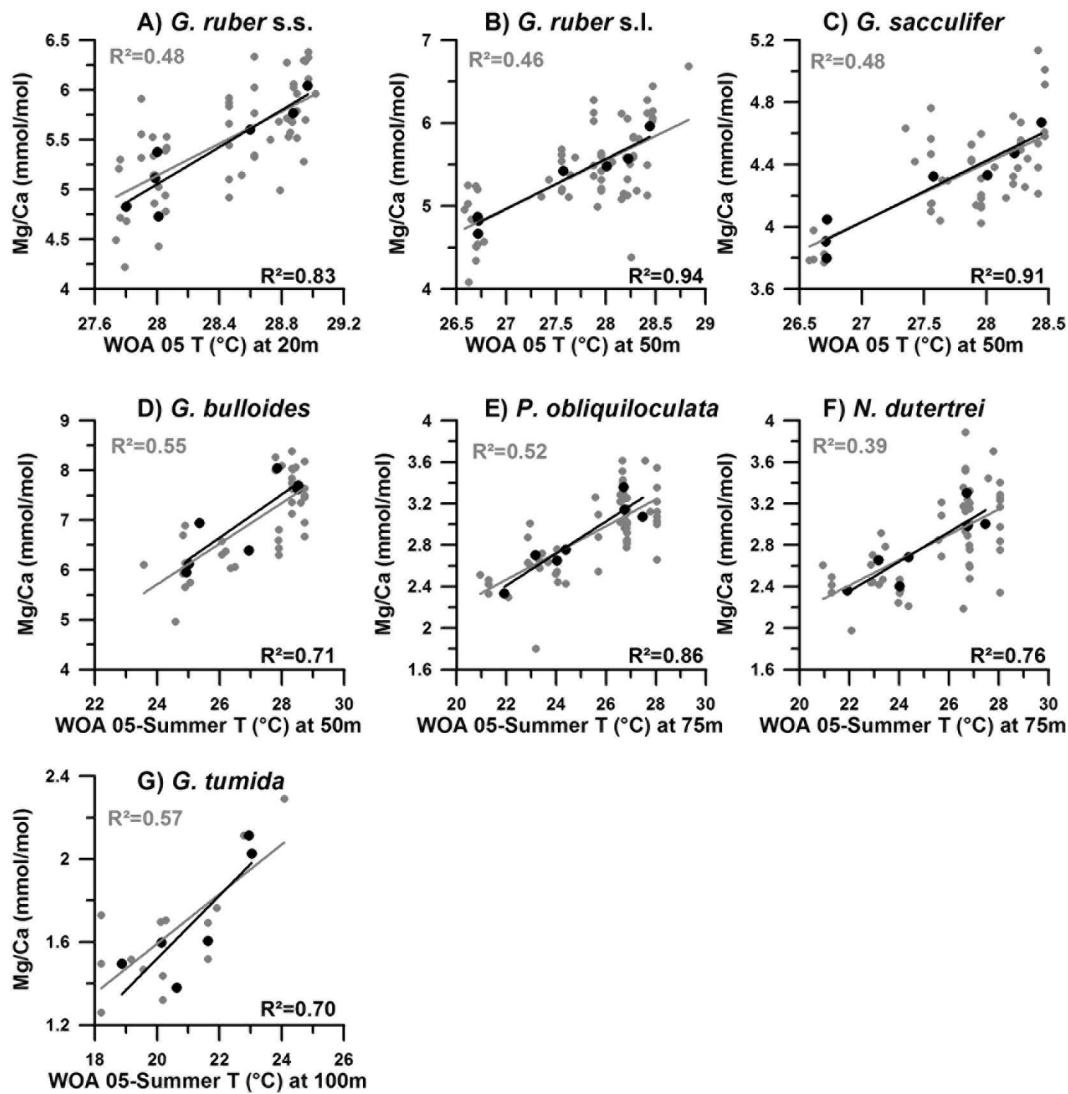 A) G. ruber s.s.
R²=0.48
Mg/Ca (mmol/mol)
6.5
6
5.5
5
4.5
4
R²=0.83
27.6 28 28.4 28.8 29.2
WOA 05 T (°C) at 20m
B) G. ruber s.l.
R²=0.46
Mg/Ca (mmol/mol)
7
6
5
4
R²=0.94
26.5 27 27.5 28 28.5 29
WOA 05 T (°C) at 50m
C) G. sacculifer
R²=0.48
Mg/Ca (mmol/mol)
5.2
4.8
4.4
4
3.6
R²=0.91
26.5 27 27.5 28 28.5
WOA 05 T (°C) at 50m
D) G. bulloides
R²=0.55
Mg/Ca (mmol/mol)
9
8
7
6
5
4
R²=0.71
22 24 26 28 30
WOA 05-Summer T (°C) at 50m
E) P. obliquiloculata
R²=0.52
Mg/Ca (mmol/mol)
4
3.6
3.2
2.8
2.4
2
1.6
R²=0.86
20 22 24 26 28 30
WOA 05-Summer T (°C) at 75m
F) N. dutertrei
R²=0.39
Mg/Ca (mmol/mol)
4
3.6
3.2
2.8
2.4
2
1.6
R²=0.76
20 22 24 26 28 30
WOA 05-Summer T (°C) at 75m
G) G. tumida
R²=0.57
Mg/Ca (mmol/mol)
2.4
2
1.6
1.2
R²=0.70
18 20 22 24 26
WOA 05-Summer T (°C) at 100m